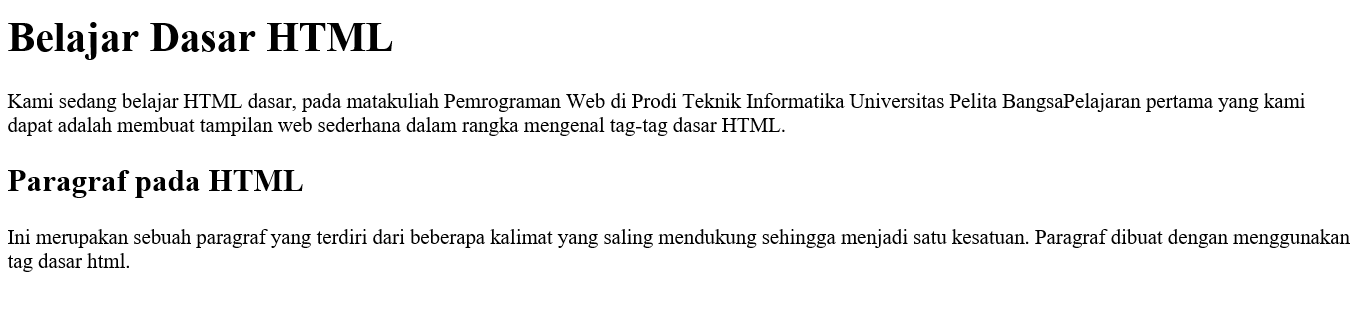 Belajar Dasar HTML
Kami sedang belajar HTML dasar, pada matakuliah Pemrograman Web di Prodi Teknik Informatika Universitas Pelita BangsaPelajaran pertama yang kami
dapat adalah membuat tampilan web sederhana dalam rangka mengenal tag-tag dasar HTML.
Paragraf pada HTML
Ini merupakan sebuah paragraf yang terdiri dari beberapa kalimat yang saling mendukung sehingga menjadi satu kesatuan. Paragraf dibuat dengan menggunakan
tag dasar html.